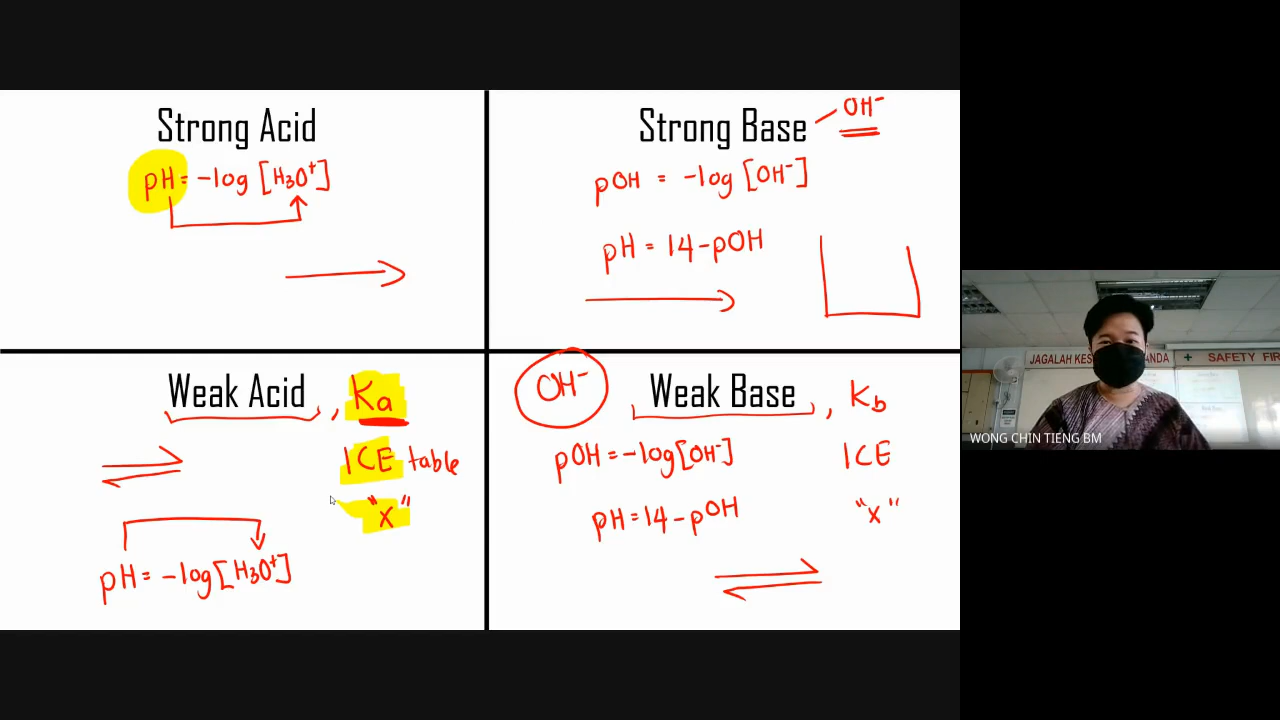 Strong Acid
pH = -log [H₃O⁺]
Strong Base
OH⁻
pOH = -log [OH⁻]
pH = 14 - pOH
Weak Acid , Ka
ICE table
"x"
pH = -log [H₃O⁺]
OH⁻
Weak Base , Kb
pOH = -log [OH⁻]
ICE
pH = 14 - pOH
"x"
JAGALAH KES ANDA
+ SAFETY FIR
WONG CHIN TIENG BM